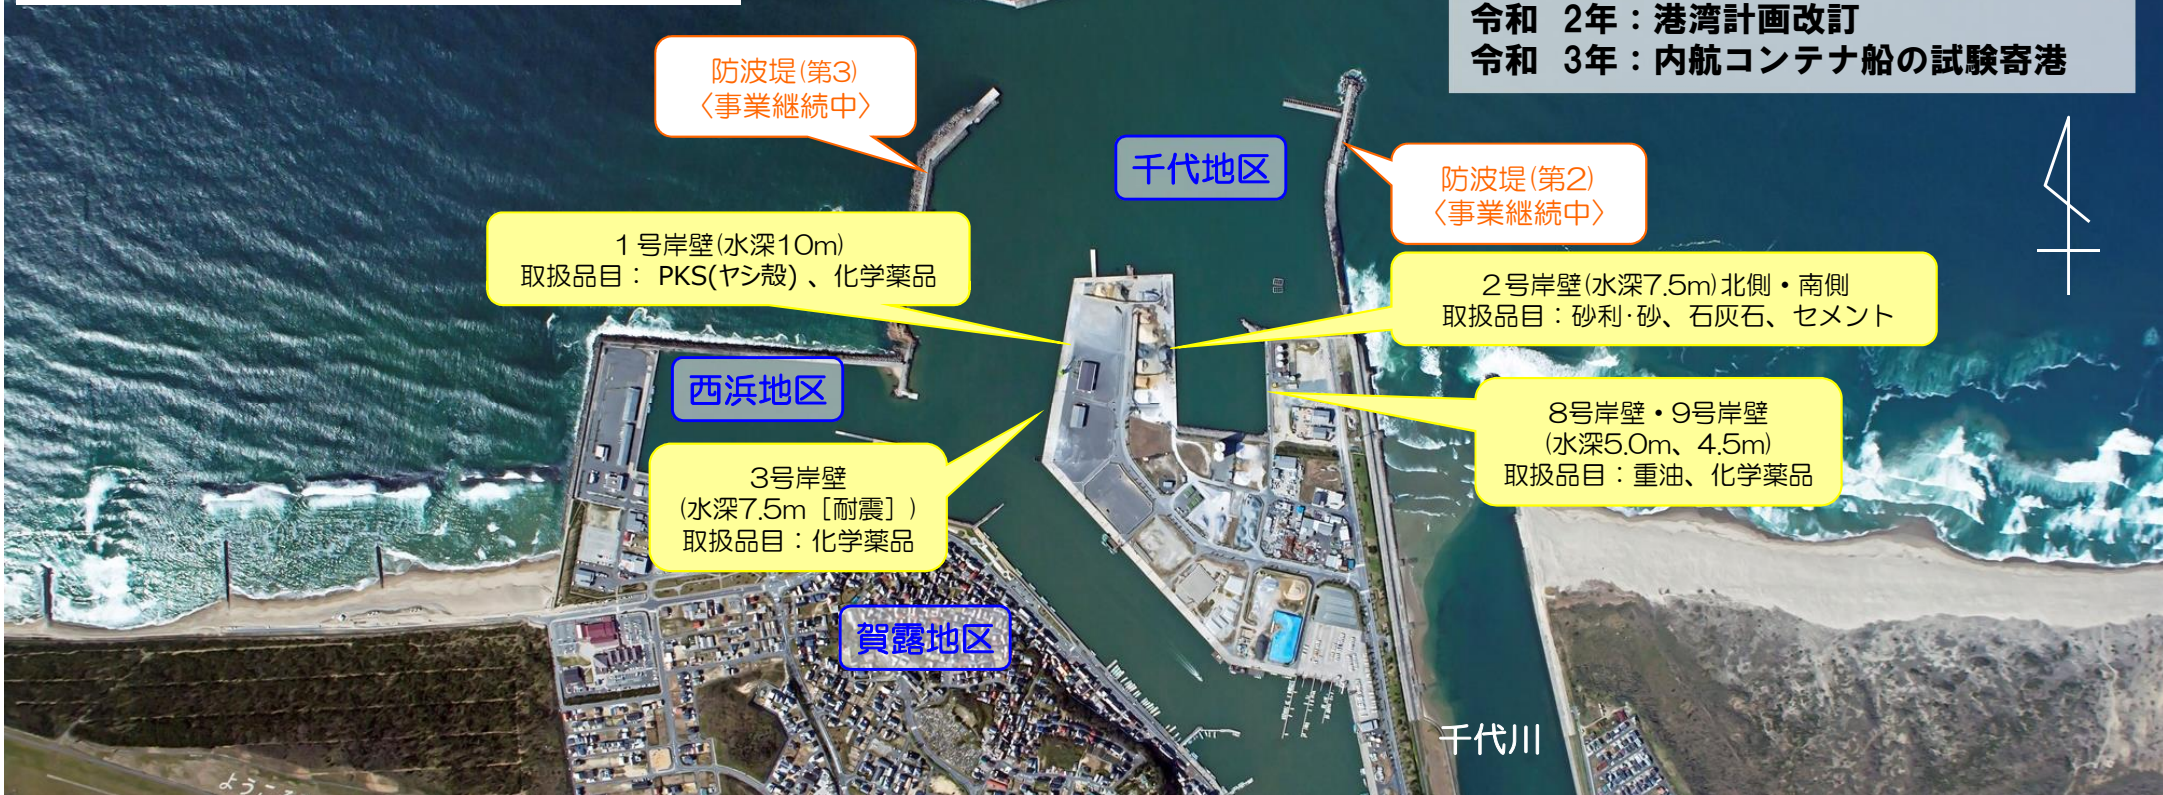 令和 2年：港湾計画改訂
令和 3年：内航コンテナ船の試験寄港
防波堤(第3)
〈事業継続中〉
千代地区
防波堤(第2)
〈事業継続中〉
1号岸壁(水深10m)
取扱品目： PKS(ヤシ殻) 、化学薬品
2号岸壁(水深7.5m)北側・南側
取扱品目：砂利･砂、石灰石、セメント
西浜地区
8号岸壁・9号岸壁
(水深5.0m、4.5m)
取扱品目：重油、化学薬品
3号岸壁
(水深7.5m［耐震］)
取扱品目：化学薬品
賀露地区
千代川
ようこそ